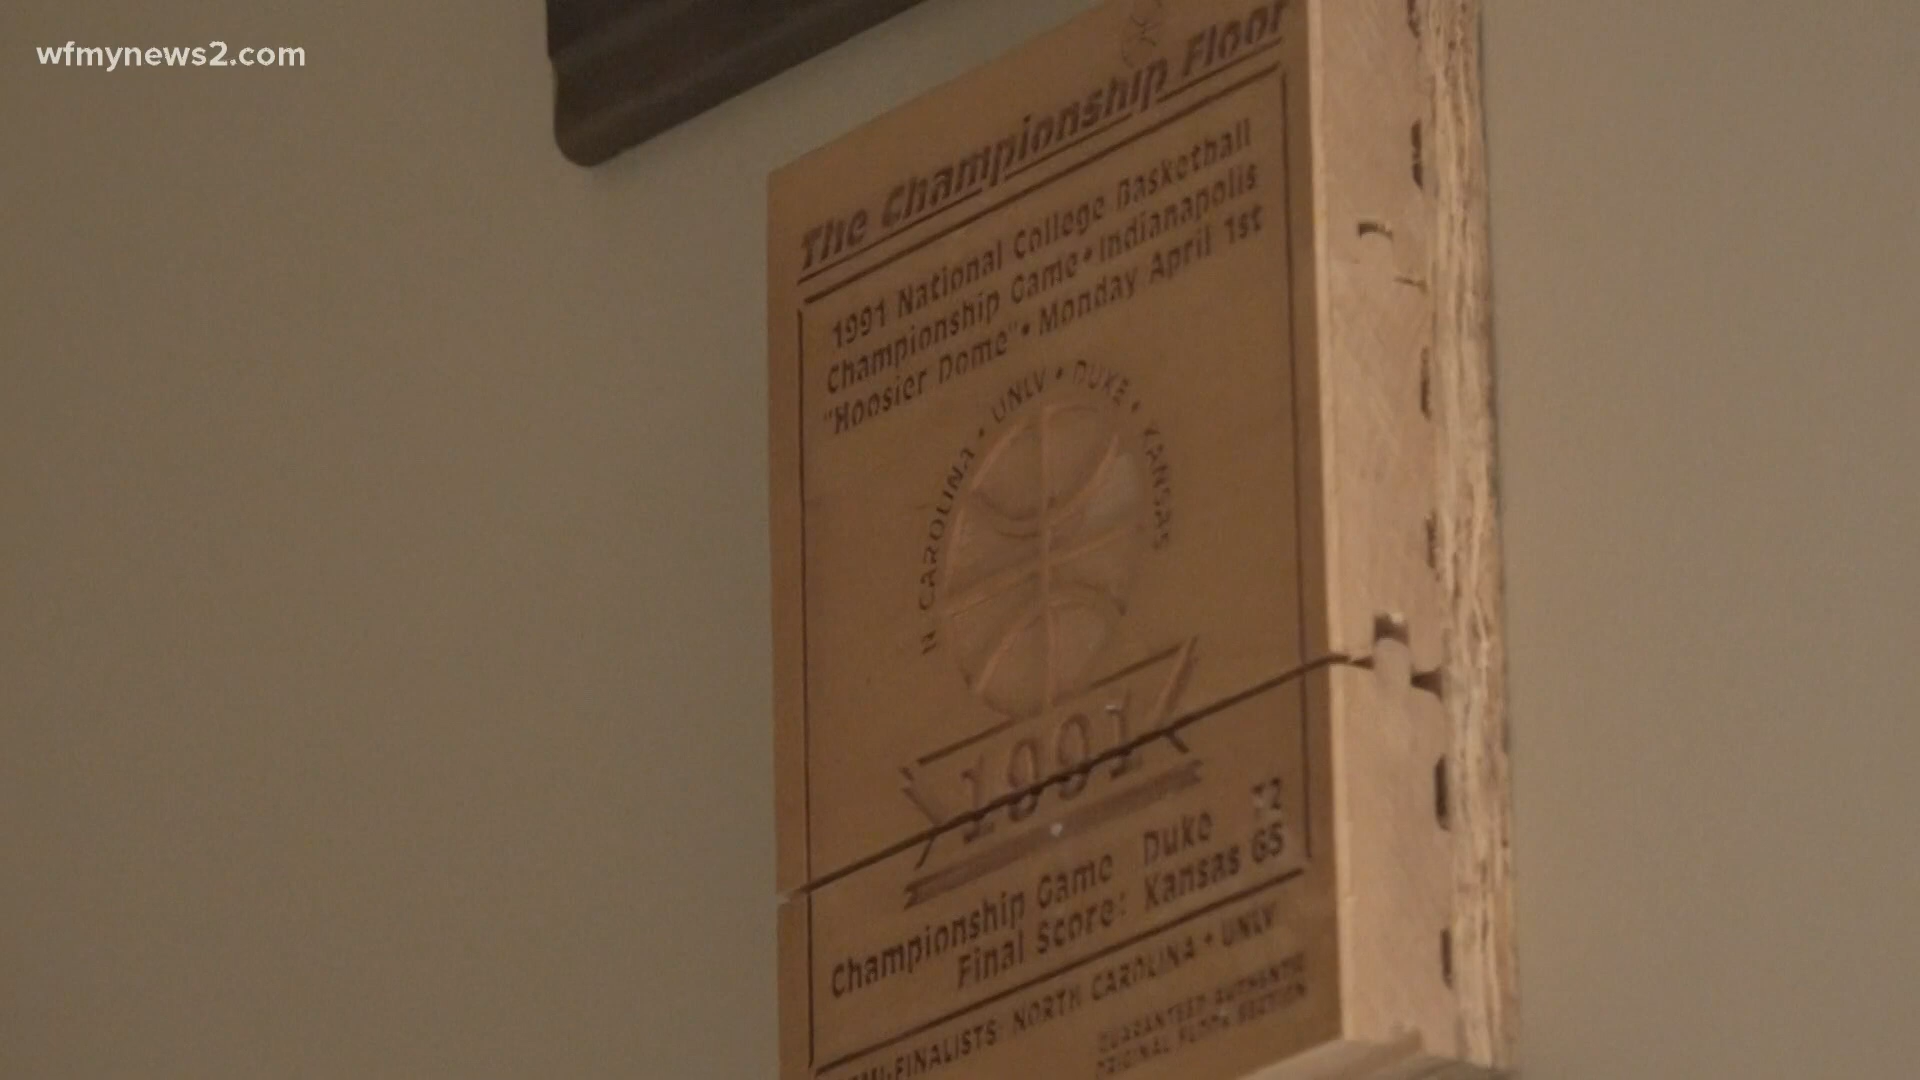 wfmynews2.com
The Championship Floor
1991 National College Basketball
Championship Game • Indianapolis
"Hoosier Dome" • Monday April 1st
N CAROLINA • UNLV • DUKE • KANSAS
1991
Championship Game Duke 72
Final Score: Kansas 65
MI-FINALISTS: NORTH CAROLINA • UNLV
GUARANTEED AUTHENTIC
ORIGINAL FLOOR SECTION